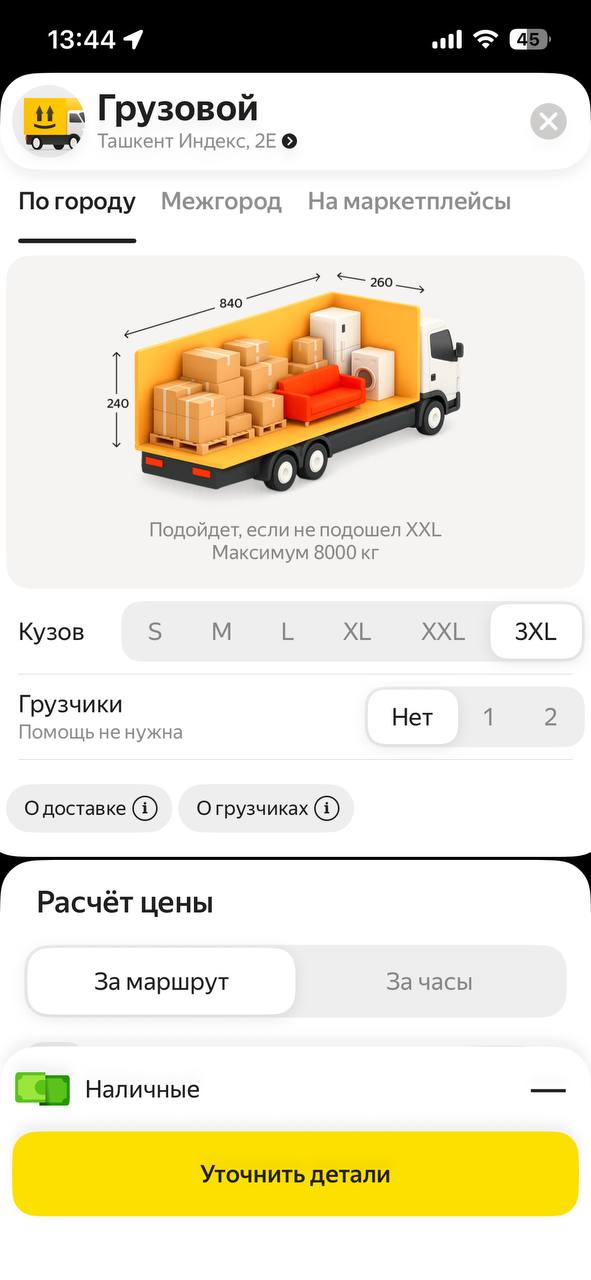 13:44
45
Грузовой
Ташкент Индекс, 2Е
По городу Межгород На маркетплейсы
840
260
240
Подойдет, если не подошел XXL
Максимум 8000 кг
Кузов S M L XL XXL 3XL
Грузчики
Помощь не нужна
Нет 1 2
О доставке i О грузчиках i
Расчёт цены
За маршрут За часы
Наличные —
Уточнить детали